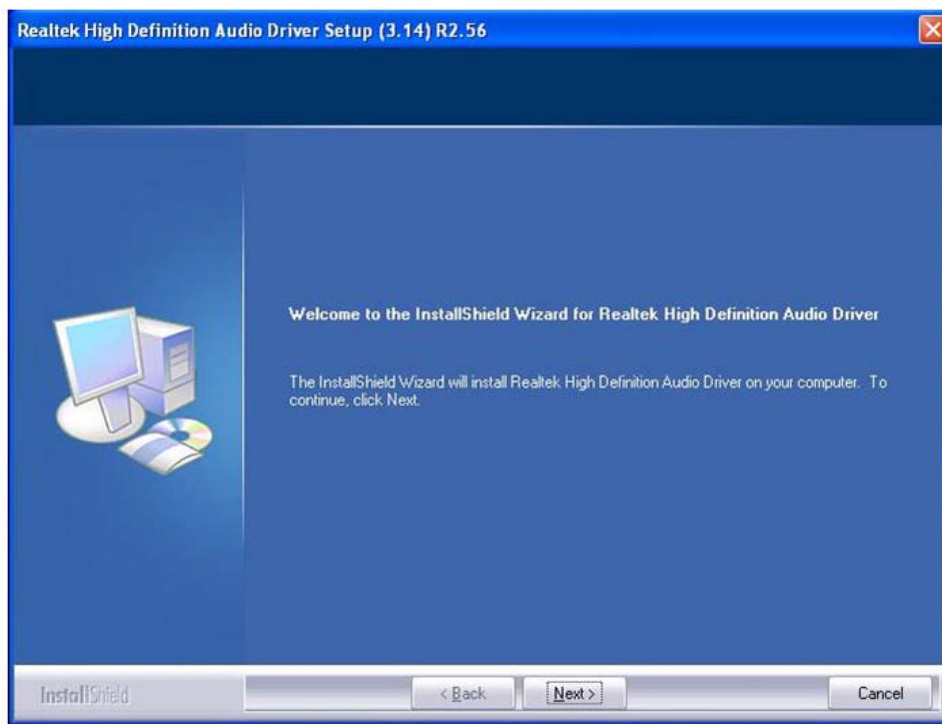 Realtek High Definition Audio Driver Setup (3.14) R2.56
Welcome to the InstallShield Wizard for Realtek High Definition Audio Driver
The InstallShield Wizard will install Realtek High Definition Audio Driver on your computer. To
continue, click Next.
InstallShield
< Back
Next >
Cancel